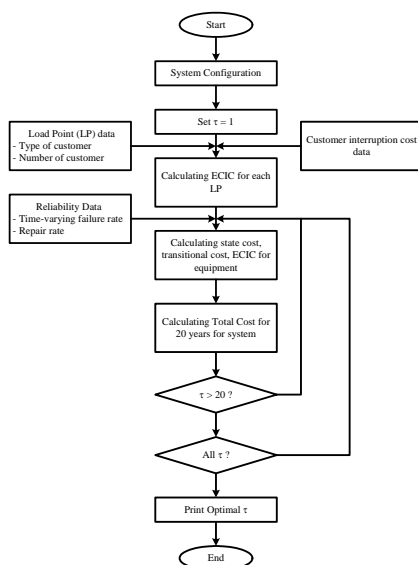 Start
System Configuration
Set τ = 1
Load Point (LP) data
- Type of customer
- Number of customer
Customer interruption cost
data
Calculating ECIC for each
LP
Reliability Data
- Time-varying failure rate
- Repair rate
Calculating state cost,
transitional cost, ECIC for
equipment
Calculating Total Cost for
20 years for system
τ > 20 ?
All τ ?
Print Optimal τ
End